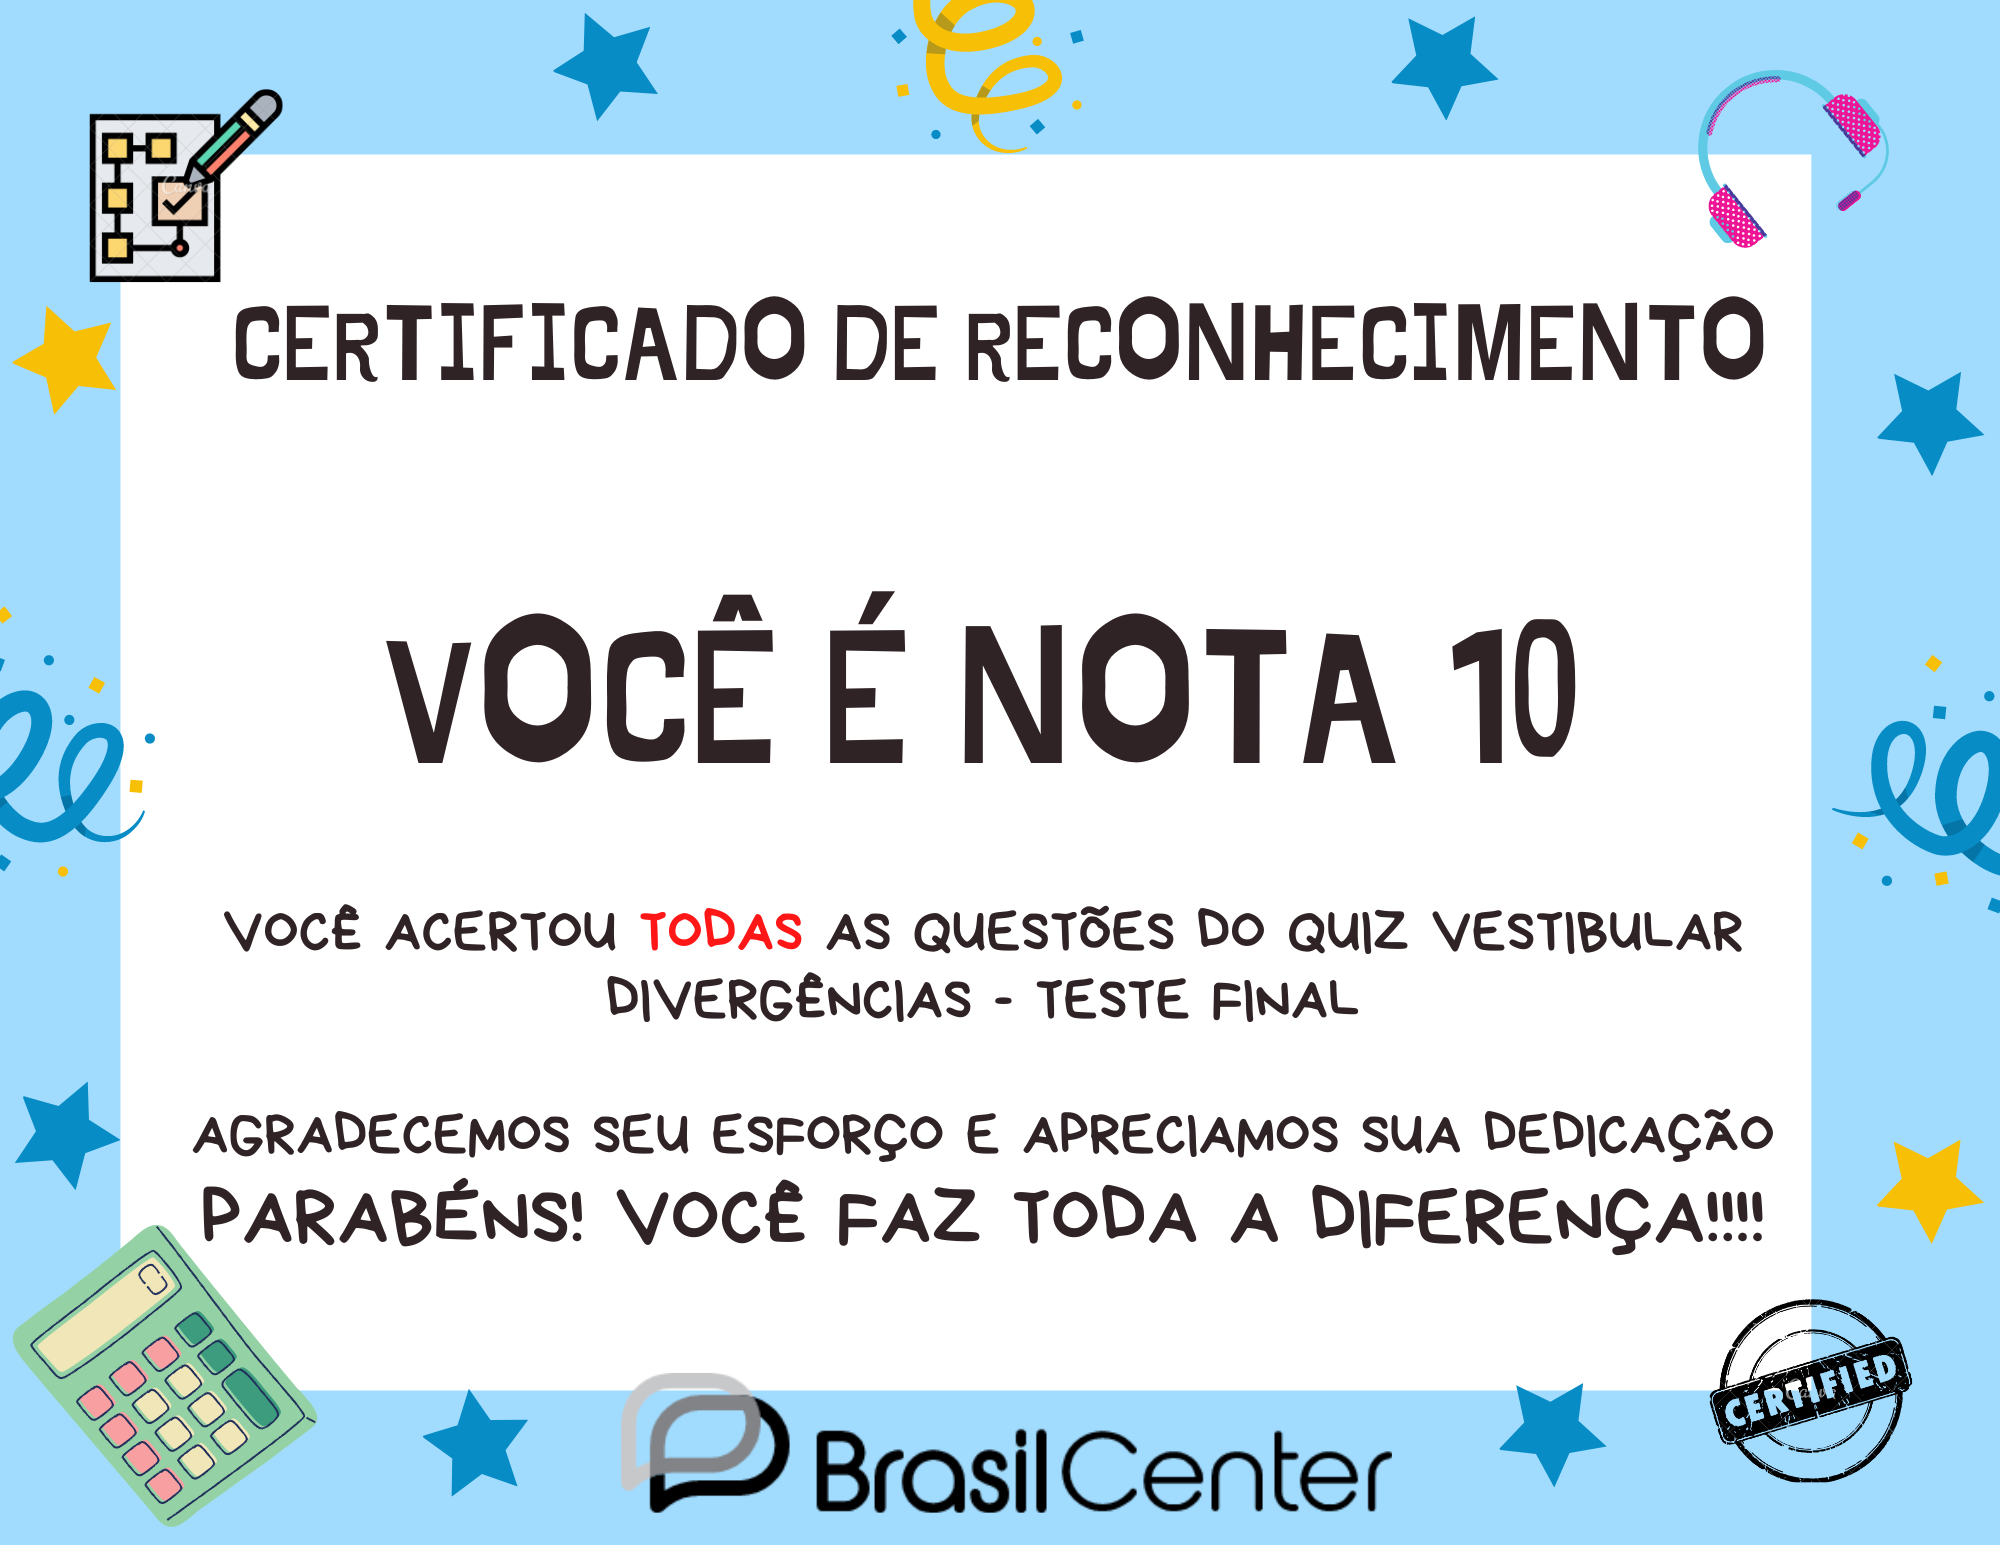 CERTIFICADO DE RECONHECIMENTO
VOCÊ É NOTA 10
VOCÊ ACERTOU TODAS AS QUESTÕES DO QUIZ VESTIBULAR
DIVERGÊNCIAS - TESTE FINAL
AGRADECEMOS SEU ESFORÇO E APRECIAMOS SUA DEDICAÇÃO
PARABÉNS! VOCÊ FAZ TODA A DIFERENÇA!!!!
CERTIFIED
BrasilCenter